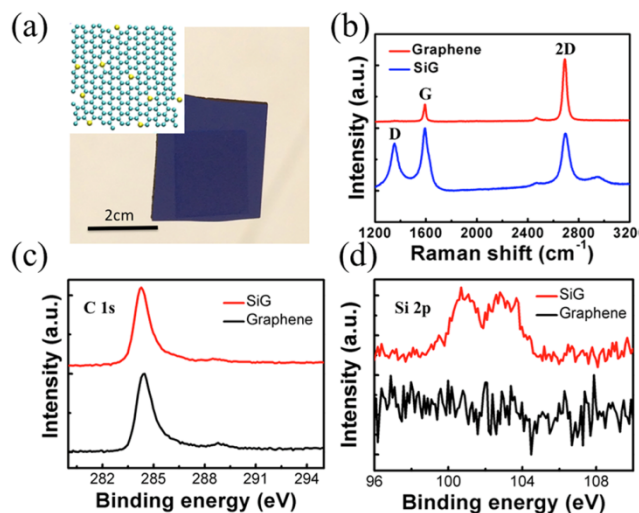 (a)
2cm
(b)
Graphene
SiG
2D
G
D
Intensity (a.u.)
1200 1600 2000 2400 2800 3200
Raman shift (cm⁻¹)
(c)
C 1s
SiG
Graphene
Intensity (a.u.)
282 285 288 291 294
Binding energy (eV)
(d)
Si 2p
SiG
Graphene
Intensity (a.u.)
96 100 104 108
Binding energy (eV)